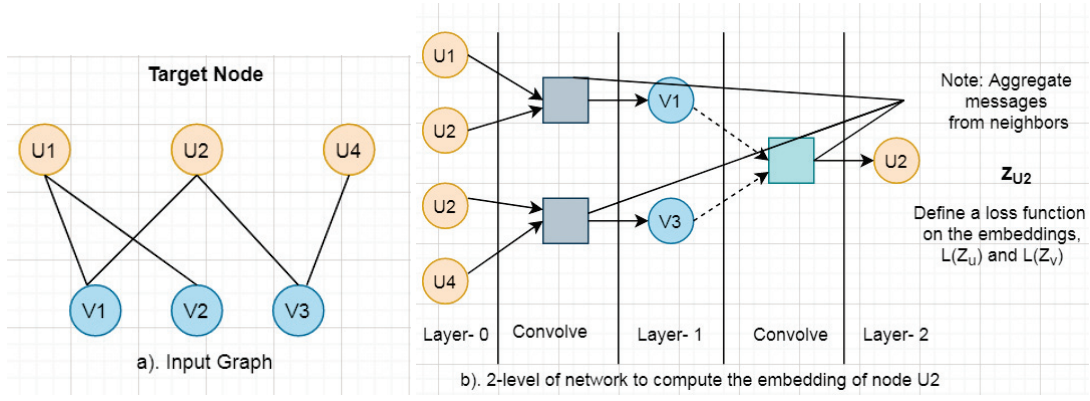 Target Node
U1
U2
U4
V1
V2
V3
a). Input Graph
U1
U2
U2
U4
V1
V3
U2
Note: Aggregate
messages
from neighbors
ZU2
Define a loss function
on the embeddings,
L(Zu) and L(Zv)
Layer- 0
Convolve
Layer- 1
Convolve
Layer- 2
b). 2-level of network to compute the embedding of node U2